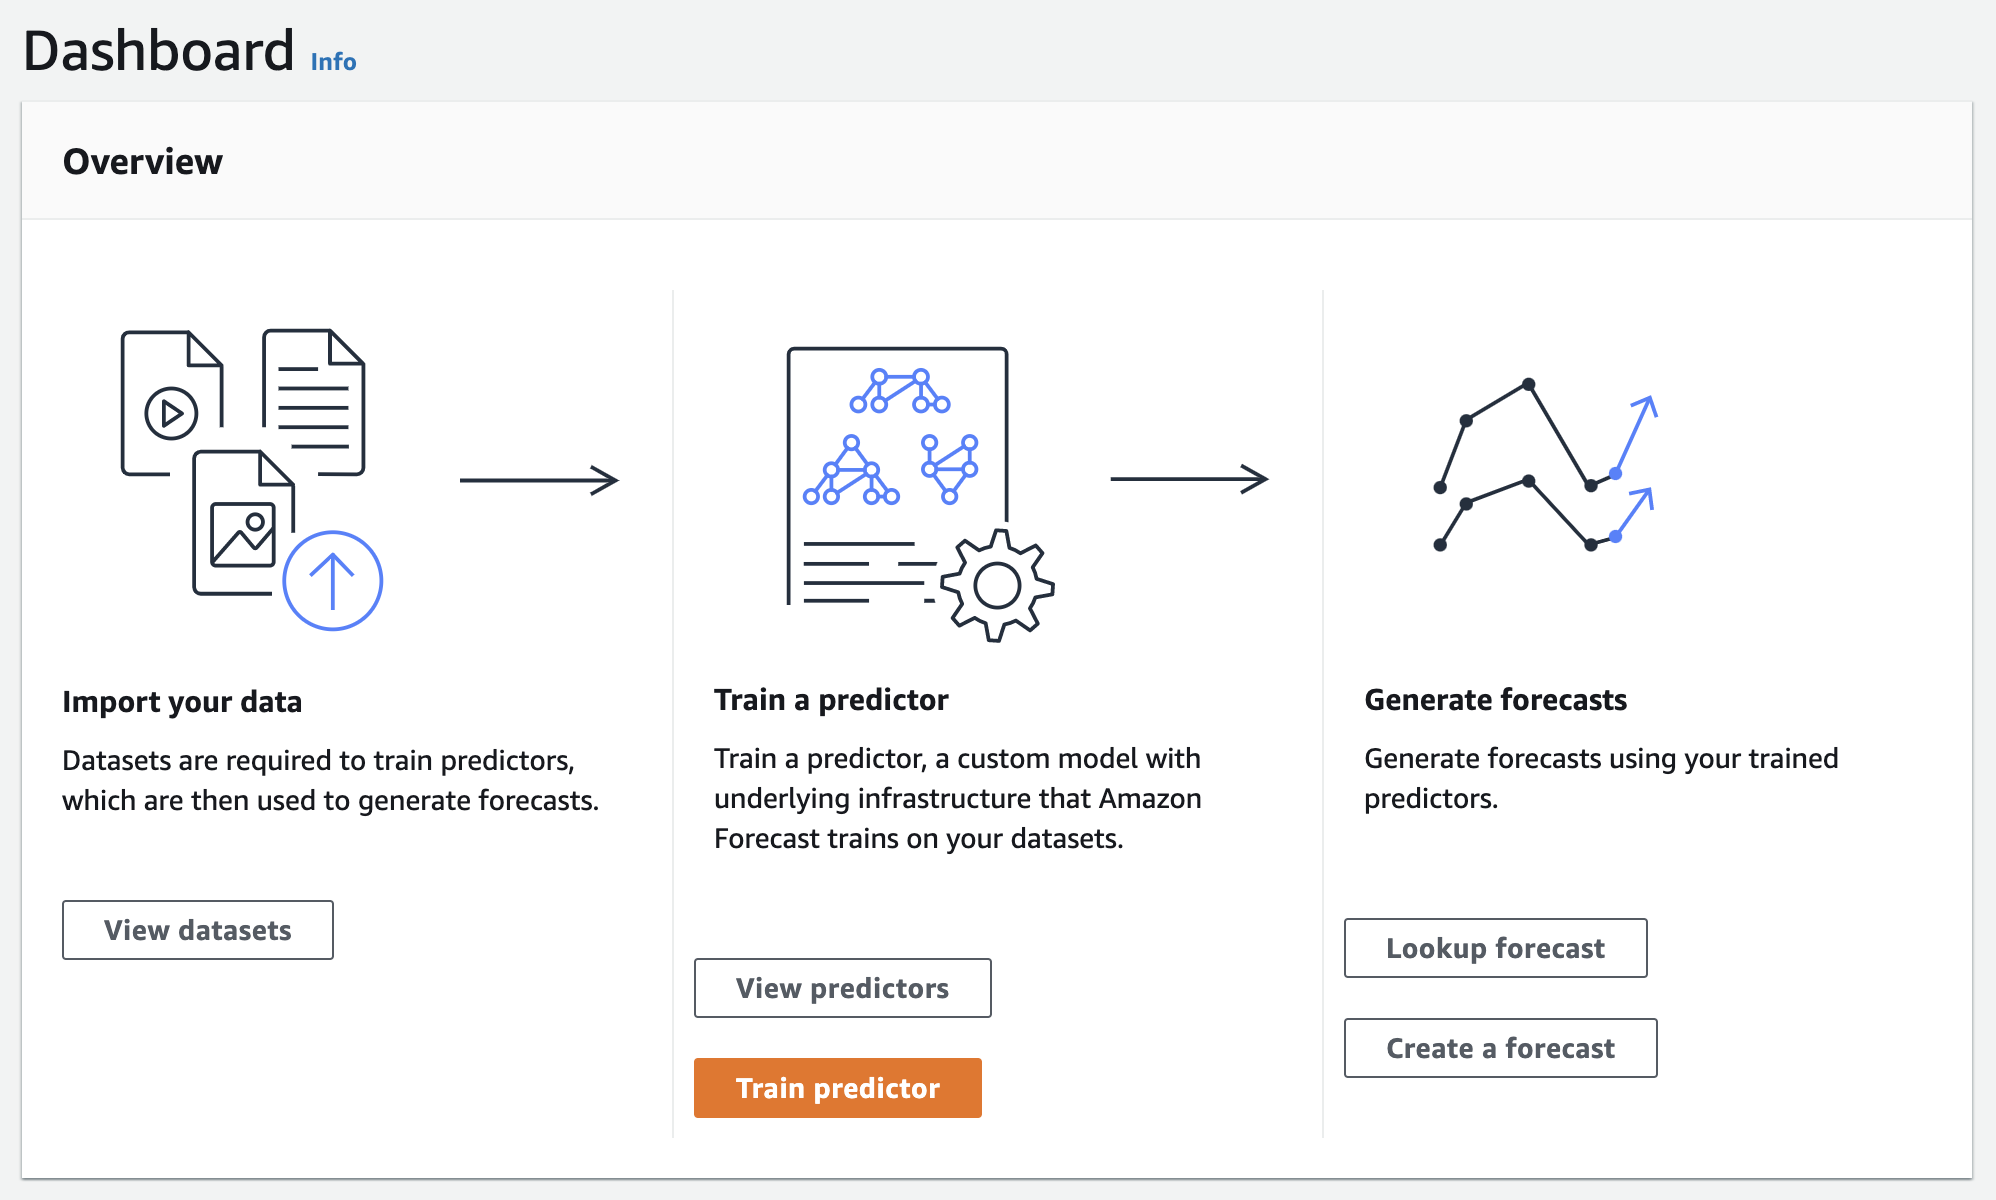 Dashboard Info
Overview
Import your data
Datasets are required to train predictors,
which are then used to generate forecasts.
View datasets
Train a predictor
Train a predictor, a custom model with
underlying infrastructure that Amazon
Forecast trains on your datasets.
View predictors
Train predictor
Generate forecasts
Generate forecasts using your trained
predictors.
Lookup forecast
Create a forecast